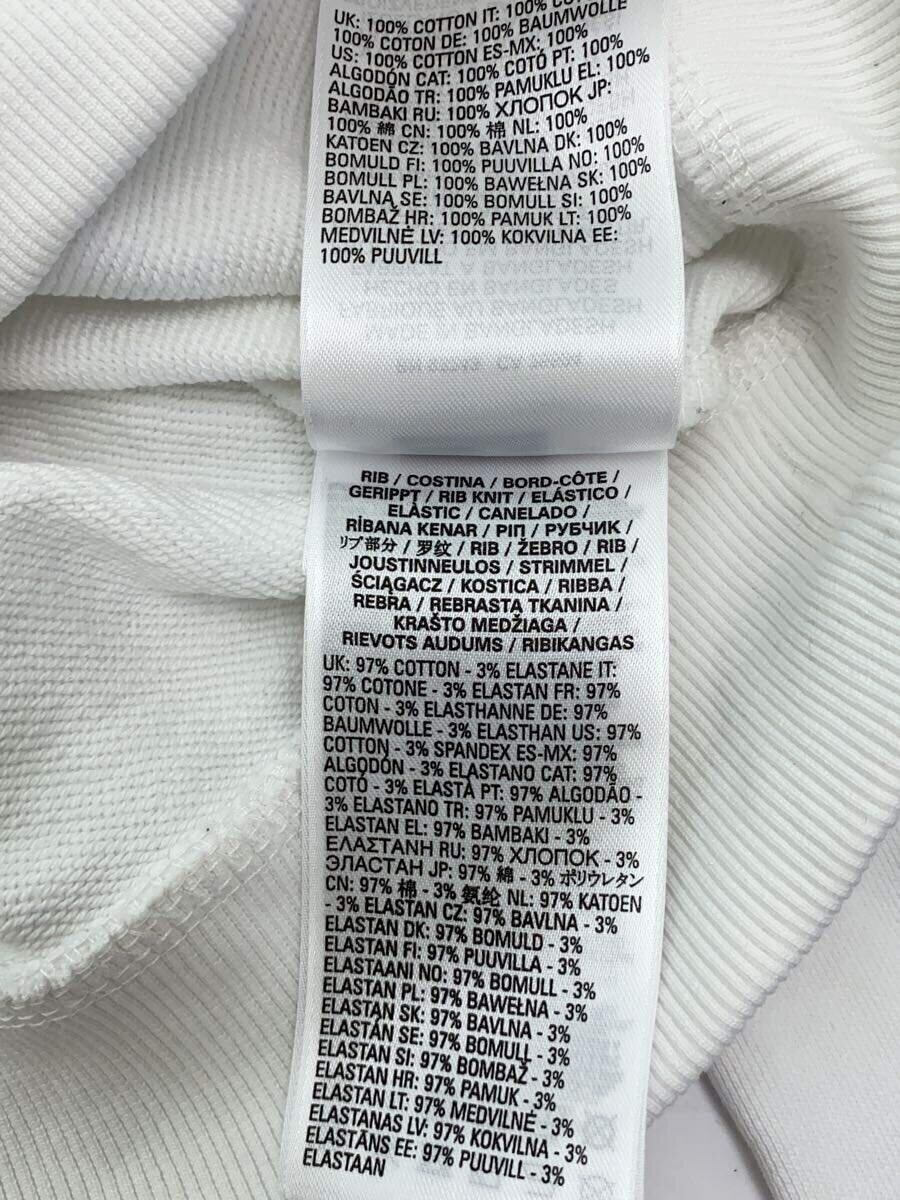 UK: 100% COTTON IT: 100%
100% COTON DE: 100% BAUMWOLLE
US: 100% COTTON ES-MX: 100%
ALGODÓN CAT: 100% COTÓ PT: 100%
ALGODÃO TR: 100% PAMUKLU EL: 100%
BAMBAKI RU: 100% ХЛОПОК JP:
100% 綿 CN: 100% 棉 NL: 100%
KATOEN CZ: 100% BAVLNA DK: 100%
BOMULD FI: 100% PUUVILLA NO: 100%
BOMULL PL: 100% BAWEŁNA SK: 100%
BAVLNA SE: 100% BOMULL SI: 100%
BOMBAŽ HR: 100% PAMUK LT: 100%
MEDVILNĖ LV: 100% KOKVILNA EE:
100% PUUVILL
FABRICAT A BANGLADESH
HECHO EN BANGLADES
FABRIQUE AU BANGLADESH
MADE IN BANGLADESH
RIB / COSTINA / BORD-CÔTE /
GERIPPT / RIB KNIT / ELÁSTICO /
ELÀSTIC / CANELADO /
RİBANA KENAR / ΡΙΠ / РУБЧИК /
リブ部分 / 罗纹 / RIB / ŽEBRO / RIB /
JOUSTINNEULOS / STRIMMEL /
ŚCIĄGACZ / KOSTICA / RIBBA /
REBRA / REBRASTA TKANINA /
KRAŠTO MEDŽIAGA /
RIEVOTS AUDUMS / RIBIKANGAS
UK: 97% COTTON - 3% ELASTANE IT:
97% COTONE - 3% ELASTAN FR: 97%
COTON - 3% ELASTHANNE DE: 97%
BAUMWOLLE - 3% ELASTHAN US: 97%
COTTON - 3% SPANDEX ES-MX: 97%
ALGODÓN - 3% ELASTANO CAT: 97%
COTÓ - 3% ELASTÀ PT: 97% ALGODÃO -
3% ELASTANO TR: 97% PAMUKLU - 3%
ELASTAN EL: 97% BAMBAKI - 3%
ΕΛΑΣΤΑΝΗ RU: 97% ХЛОПОК - 3%
ЭЛАСТАН JP: 97% 綿 - 3% ポリウレタン
CN: 97% 棉 - 3% 氨纶 NL: 97% KATOEN
- 3% ELASTAN CZ: 97% BAVLNA - 3%
ELASTAN DK: 97% BOMULD - 3%
ELASTAN FI: 97% PUUVILLA - 3%
ELASTAANI NO: 97% BOMULL - 3%
ELASTAN PL: 97% BAWEŁNA - 3%
ELASTAN SK: 97% BAVLNA - 3%
ELASTÁN SE: 97% BOMULL - 3%
ELASTAN SI: 97% BOMBAŽ - 3%
ELASTAN HR: 97% PAMUK - 3%
ELASTAN LT: 97% MEDVILNĖ - 3%
ELASTANAS LV: 97% KOKVILNA - 3%
ELASTĀNS EE: 97% PUUVILL - 3%
ELASTAAN